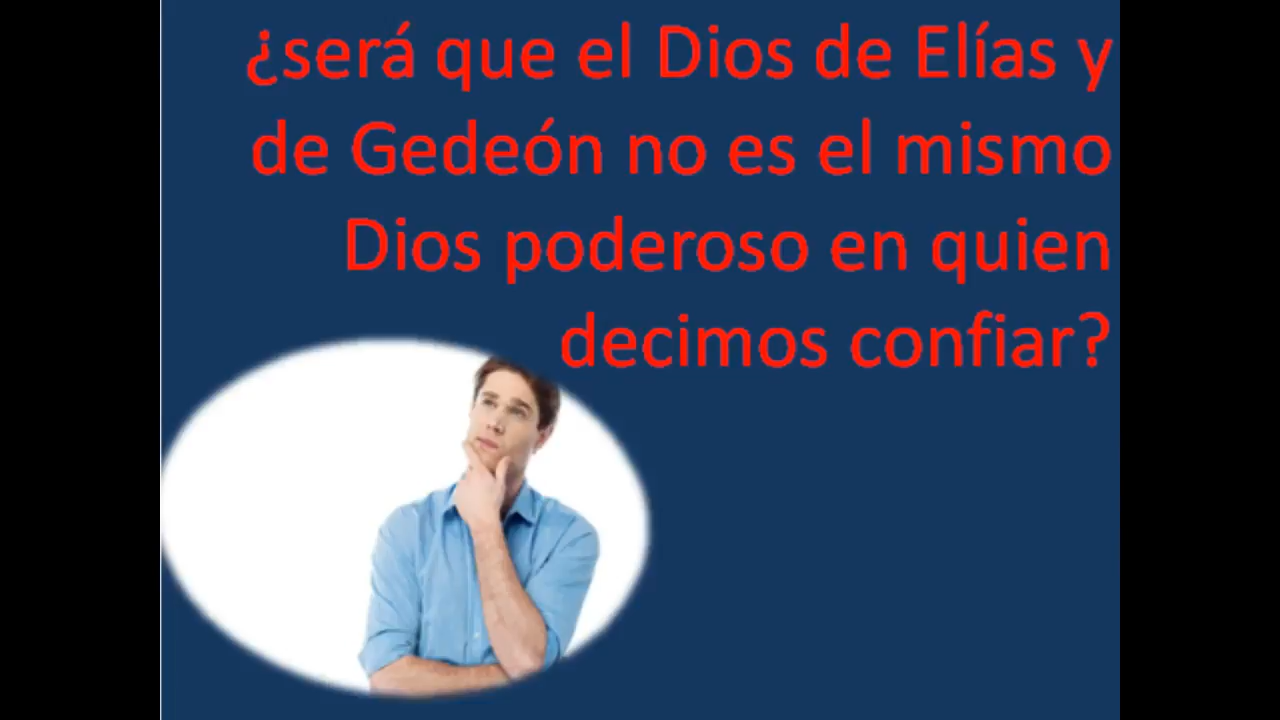 ¿será que el Dios de Elías y
de Gedeón no es el mismo
Dios poderoso en quien
decimos confiar?